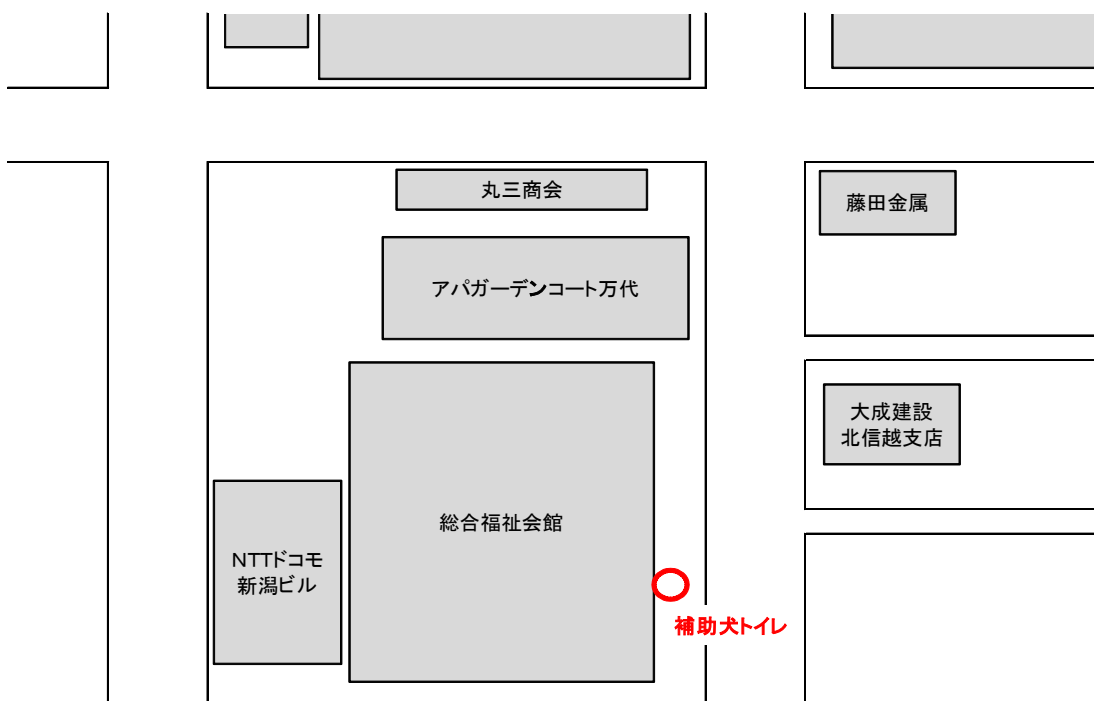 丸三商会
藤田金属
アパガーデンコート万代
大成建設
北信越支店
総合福祉会館
NTTドコモ
新潟ビル
補助犬トイレ